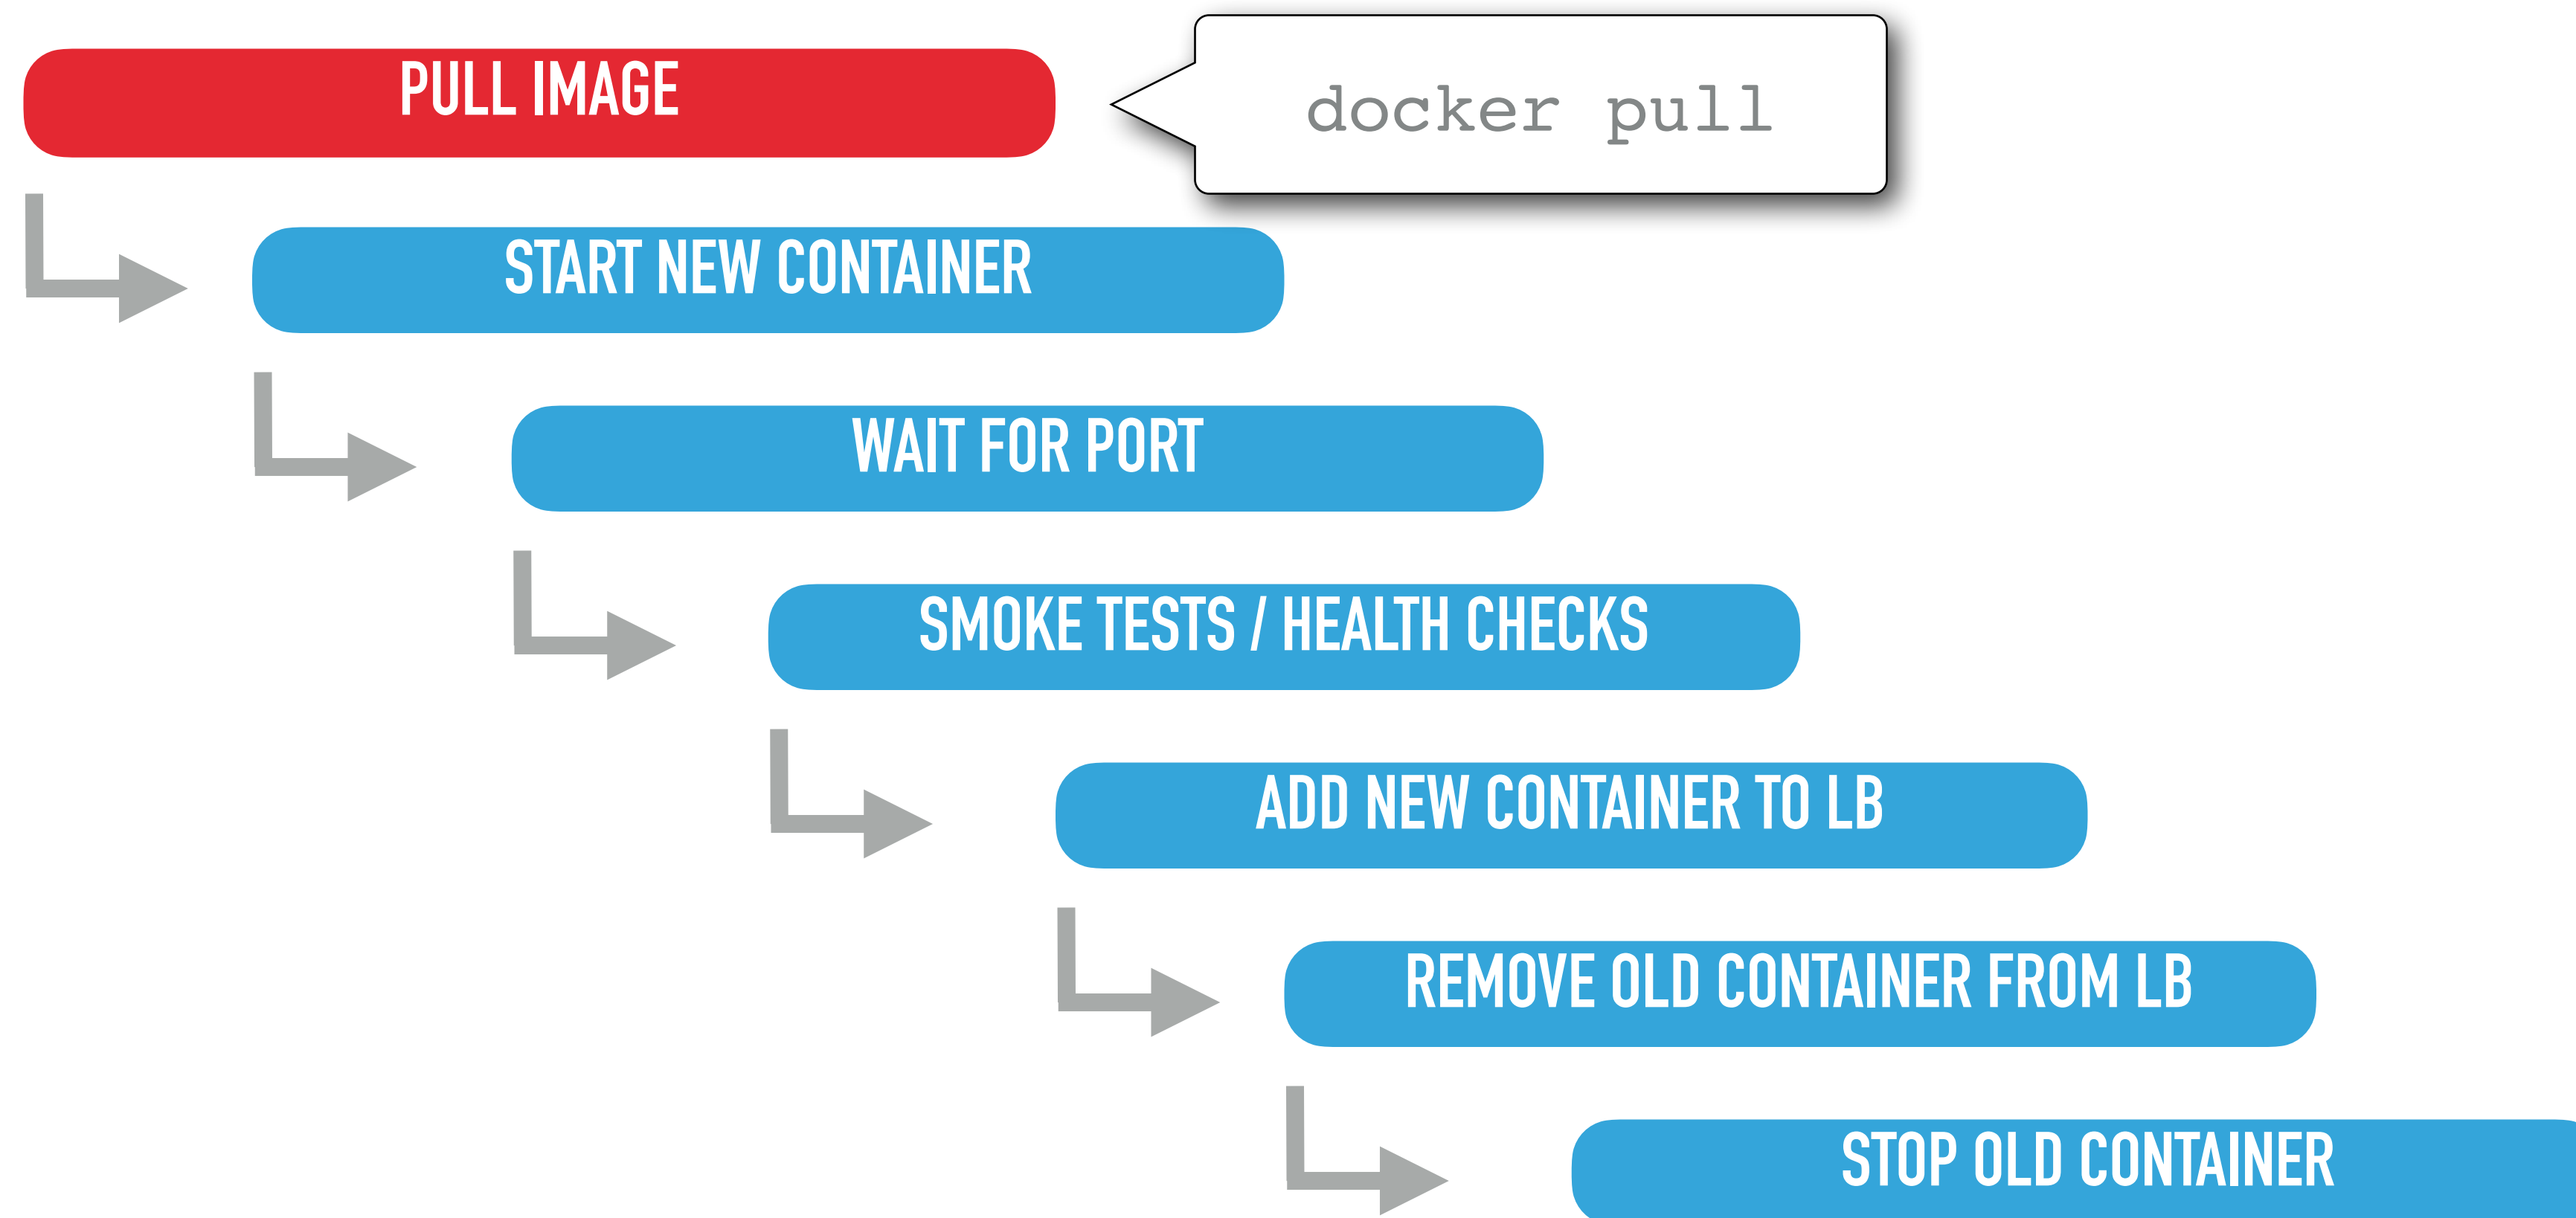 PULL IMAGE
docker pull
START NEW CONTAINER
WAIT FOR PORT
SMOKE TESTS / HEALTH CHECKS
ADD NEW CONTAINER TO LB
REMOVE OLD CONTAINER FROM LB
STOP OLD CONTAINER